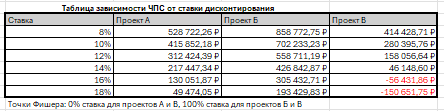 Таблица зависимости ЧПС от ставки дисконтирования
Ставка Проект А Проект Б Проект В
8% 528 722,26 ₽ 858 772,75 ₽ 414 428,71 ₽
10% 415 852,18 ₽ 702 233,23 ₽ 280 395,76 ₽
12% 312 424,39 ₽ 558 711,19 ₽ 158 056,64 ₽
14% 217 447,34 ₽ 426 842,87 ₽ 46 148,60 ₽
16% 130 051,87 ₽ 305 432,71 ₽ -56 431,86 ₽
18% 49 474,05 ₽ 193 429,83 ₽ -150 651,75 ₽
Точки Фишера: 0% ставка для проектов А и В, 100% ставка для проектов Б и В